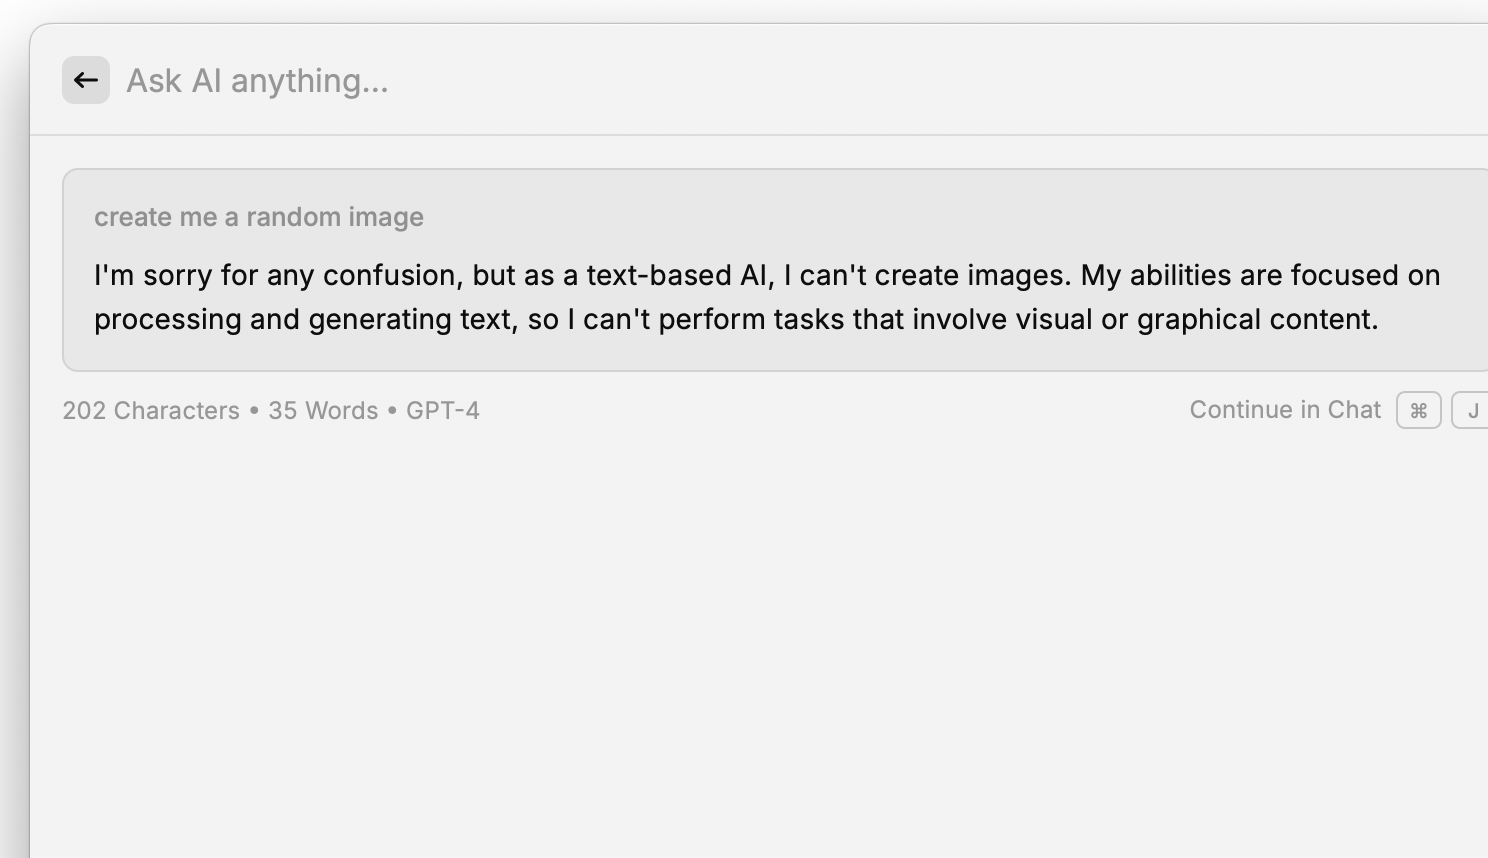 Ask AI anything...
create me a random image
I'm sorry for any confusion, but as a text-based AI, I can't create images. My abilities are focused on
processing and generating text, so I can't perform tasks that involve visual or graphical content.
202 Characters • 35 Words • GPT-4
Continue in Chat ⌘ J